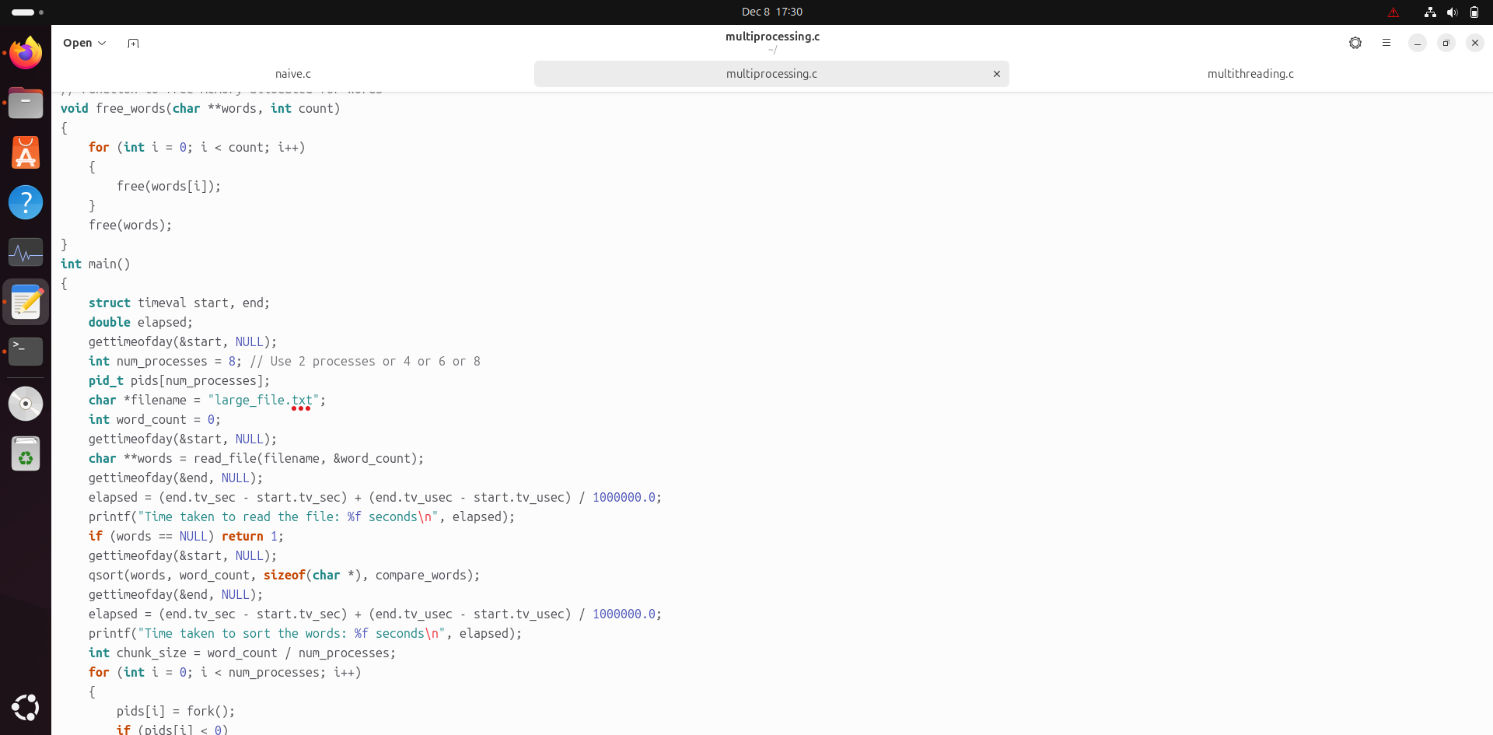 Dec 8 17:30
Open
multiprocessing.c
~/
naive.c
multiprocessing.c
multithreading.c
void free_words(char **words, int count)
{
    for (int i = 0; i < count; i++)
    {
        free(words[i]);
    }
    free(words);
}
int main()
{
    struct timeval start, end;
    double elapsed;
    gettimeofday(&start, NULL);
    int num_processes = 8; // Use 2 processes or 4 or 6 or 8
    pid_t pids[num_processes];
    char *filename = "large_file.txt";
    int word_count = 0;
    gettimeofday(&start, NULL);
    char **words = read_file(filename, &word_count);
    gettimeofday(&end, NULL);
    elapsed = (end.tv_sec - start.tv_sec) + (end.tv_usec - start.tv_usec) / 1000000.0;
    printf("Time taken to read the file: %f seconds\n", elapsed);
    if (words == NULL) return 1;
    gettimeofday(&start, NULL);
    qsort(words, word_count, sizeof(char *), compare_words);
    gettimeofday(&end, NULL);
    elapsed = (end.tv_sec - start.tv_sec) + (end.tv_usec - start.tv_usec) / 1000000.0;
    printf("Time taken to sort the words: %f seconds\n", elapsed);
    int chunk_size = word_count / num_processes;
    for (int i = 0; i < num_processes; i++)
    {
        pids[i] = fork();
        if (pids[i] < 0)